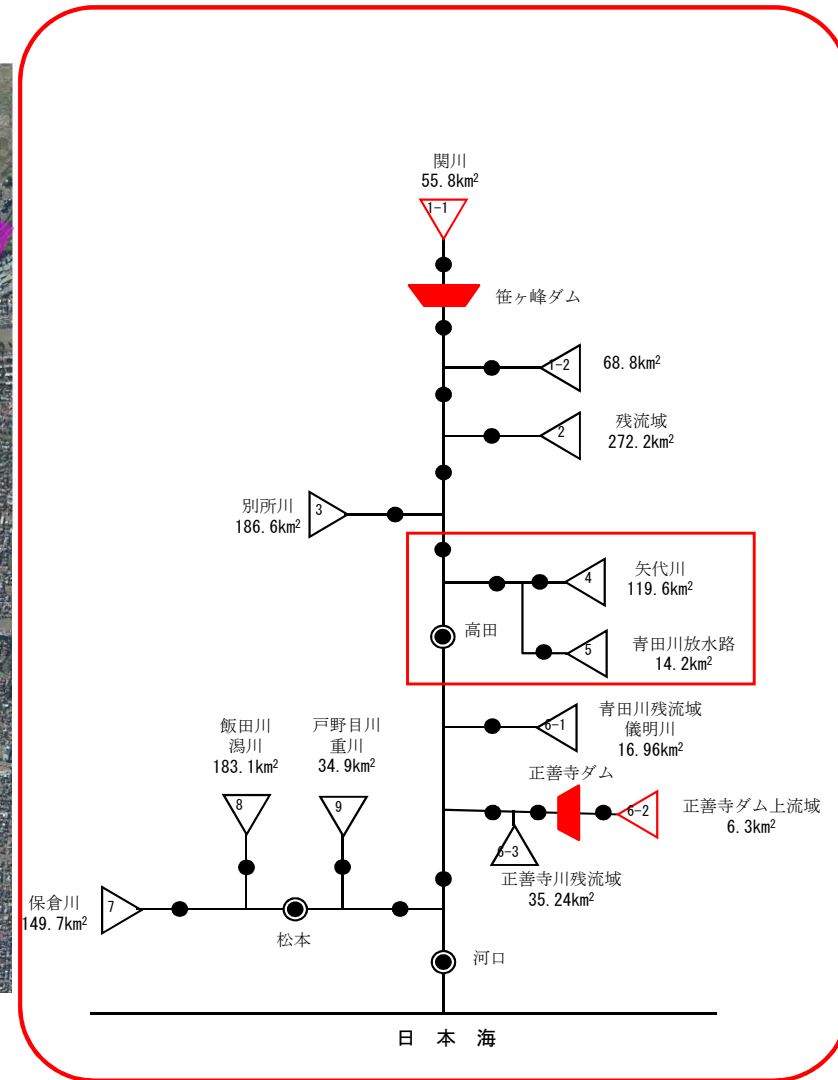 関川
55.8km²
1-1
笹ヶ峰ダム
1-2
68.8km²
2
残流域
272.2km²
別所川
186.6km²
3
4
矢代川
119.6km²
高田
5
青田川放水路
14.2km²
6-1
青田川残流域
儀明川
16.96km²
飯田川
潟川
183.1km²
8
戸野目川
重川
34.9km²
9
正善寺ダム
6-2
正善寺ダム上流域
6.3km²
6-3
正善寺川残流域
35.24km²
保倉川
149.7km²
7
松本
河口
日本海